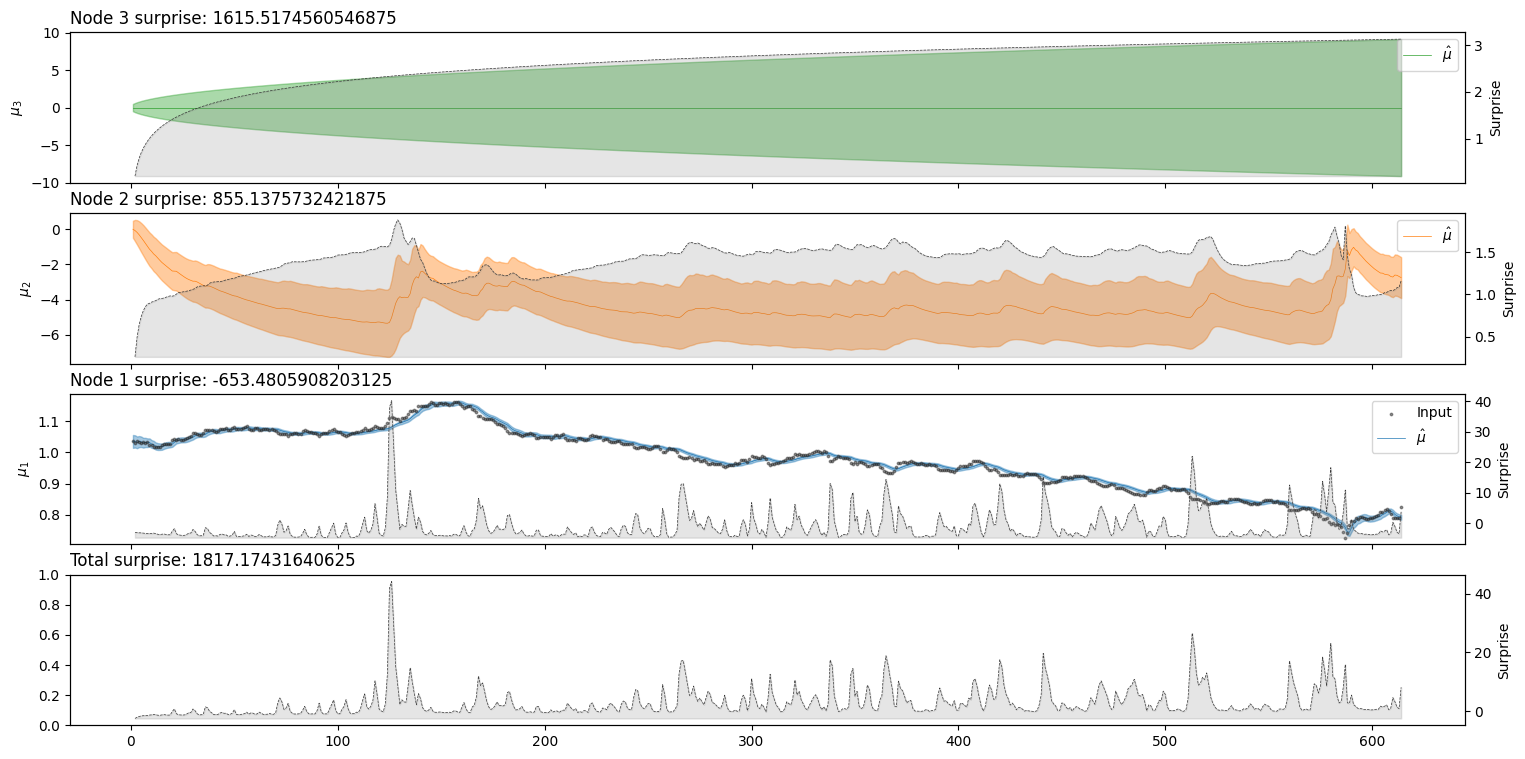 Node 3 surprise: 1615.5174560546875
10
5
0
−5
−10
μ3
μ̂
3
2
1
Surprise
Node 2 surprise: 855.1375732421875
0
−2
−4
−6
μ2
μ̂
1.5
1.0
0.5
Surprise
Node 1 surprise: -653.4805908203125
1.1
1.0
0.9
0.8
μ1
Input
μ̂
40
30
20
10
0
Surprise
Total surprise: 1817.17431640625
1.0
0.8
0.6
0.4
0.2
0.0
40
20
0
Surprise
0 100 200 300 400 500 600